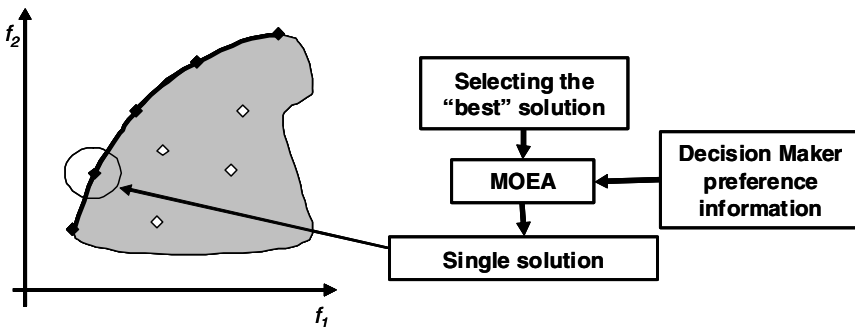 f2
Selecting the
“best” solution
MOEA
Decision Maker
preference
information
Single solution
f1